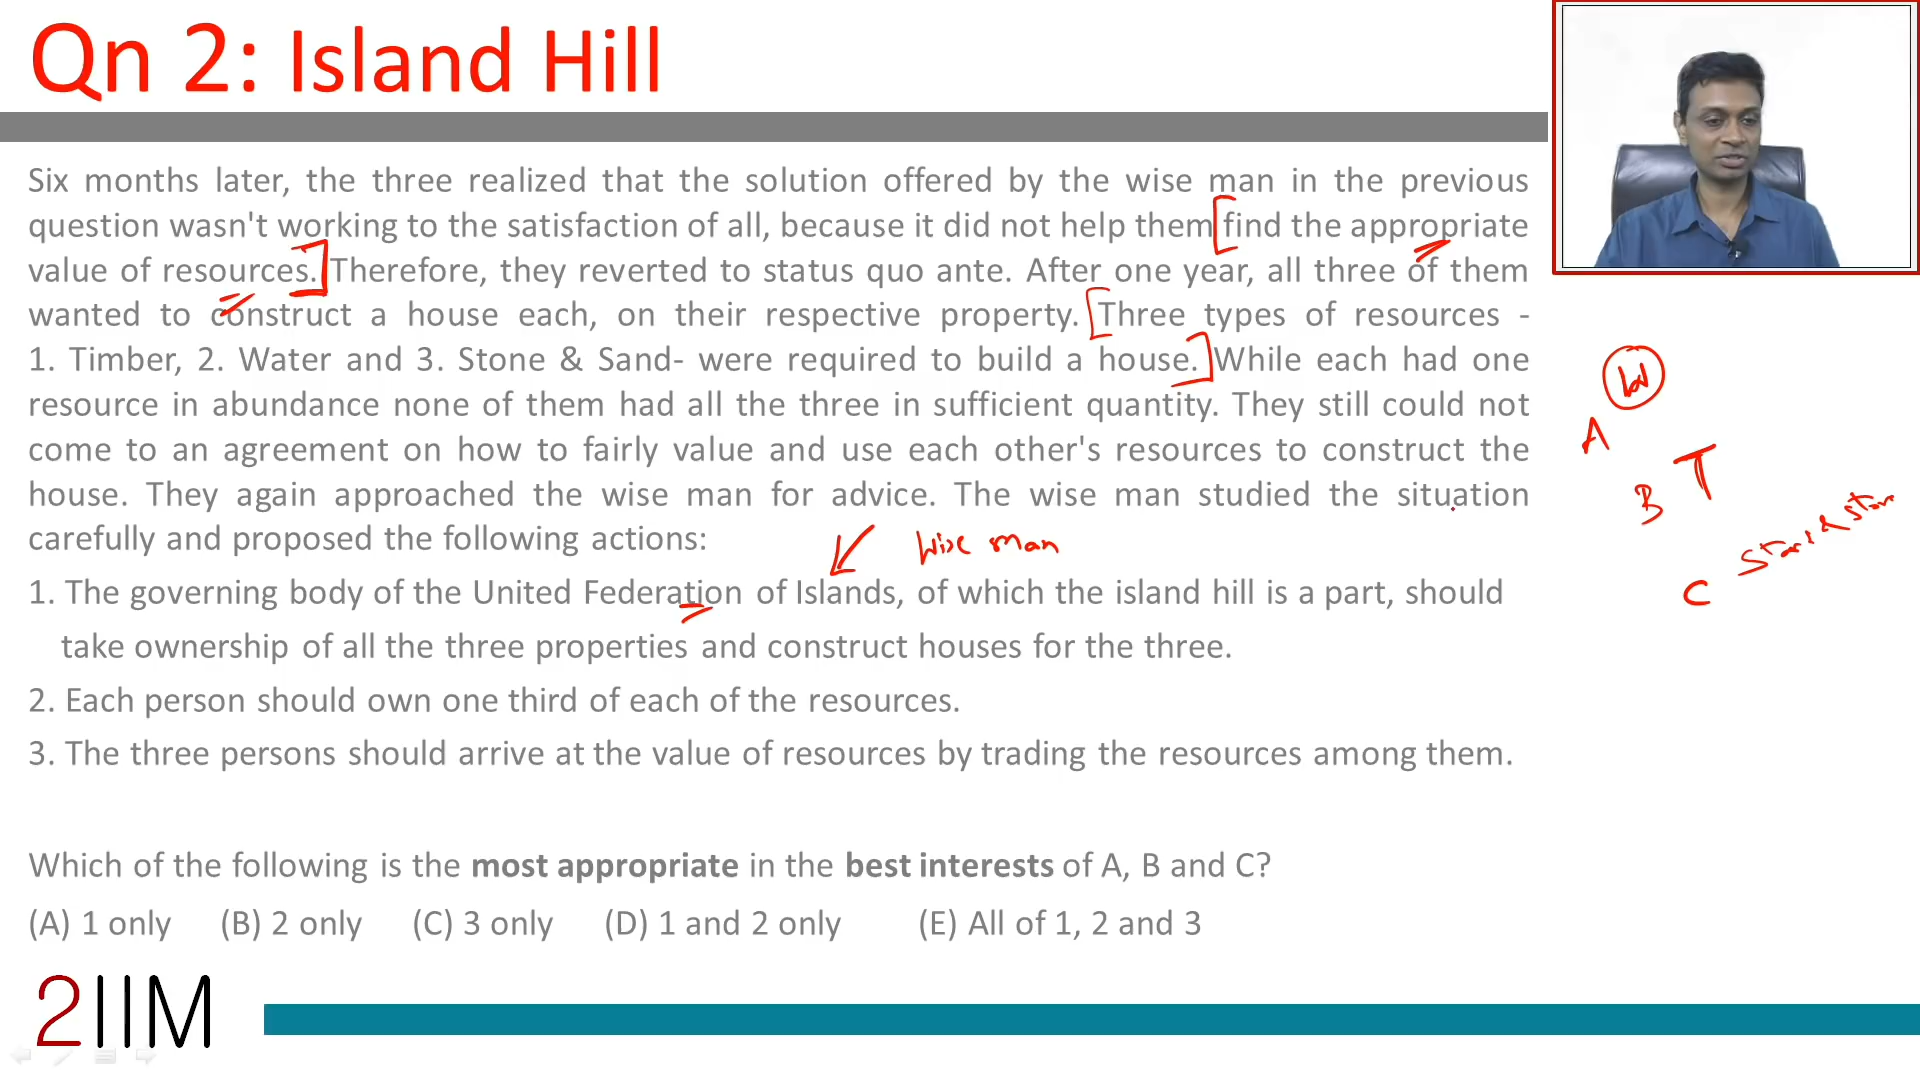 Qn 2: Island Hill
Six months later, the three realized that the solution offered by the wise man in the previous
question wasn't working to the satisfaction of all, because it did not help them find the appropriate
value of resources. Therefore, they reverted to status quo ante. After one year, all three of them
wanted to construct a house each, on their respective property. Three types of resources -
1. Timber, 2. Water and 3. Stone & Sand- were required to build a house. While each had one
resource in abundance none of them had all the three in sufficient quantity. They still could not
come to an agreement on how to fairly value and use each other's resources to construct the
house. They again approached the wise man for advice. The wise man studied the situation
carefully and proposed the following actions:
Wise man
1. The governing body of the United Federation of Islands, of which the island hill is a part, should
take ownership of all the three properties and construct houses for the three.
2. Each person should own one third of each of the resources.
3. The three persons should arrive at the value of resources by trading the resources among them.
W
A
T
B
C
Which of the following is the most appropriate in the best interests of A, B and C?
(A) 1 only (B) 2 only (C) 3 only (D) 1 and 2 only (E) All of 1, 2 and 3
2IIM